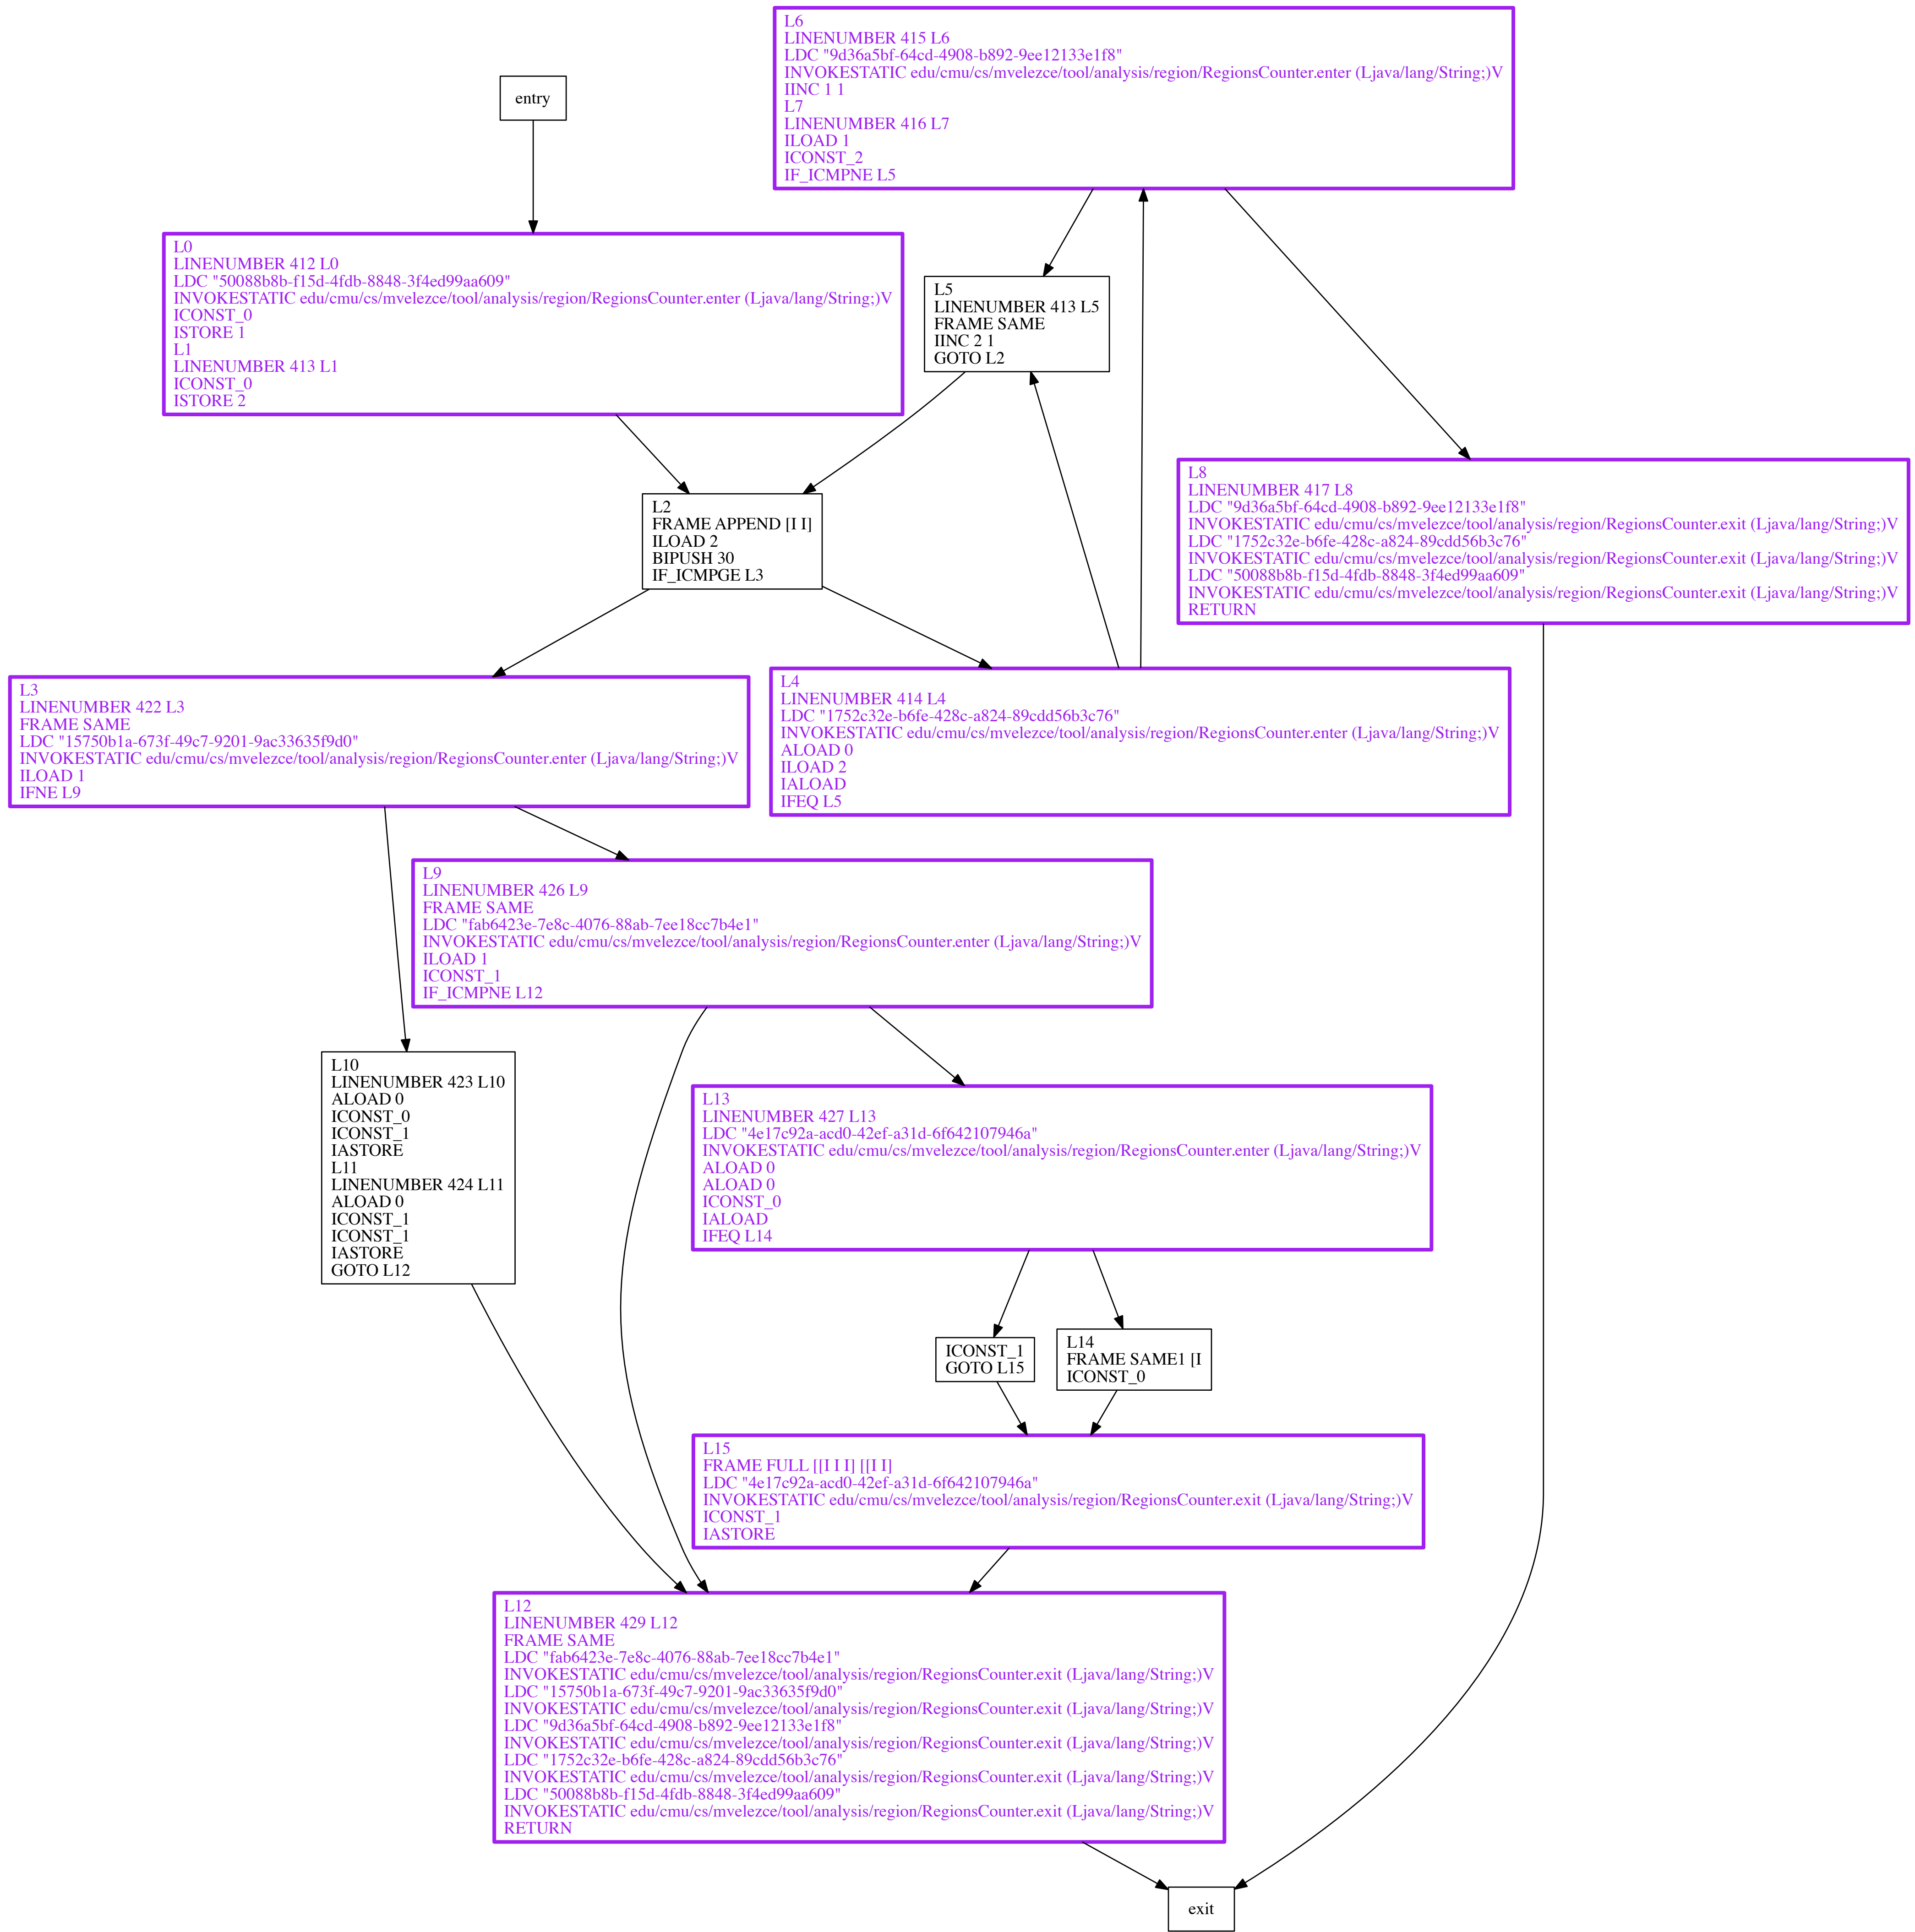 entry
L6
LINENUMBER 415 L6
LDC "9d36a5bf-64cd-4908-b892-9ee12133e1f8"
INVOKESTATIC edu/cmu/cs/mvelezce/tool/analysis/region/RegionsCounter.enter (Ljava/lang/String;)V
IINC 1 1
L7
LINENUMBER 416 L7
ILOAD 1
ICONST_2
IF_ICMPNE L5
L0
LINENUMBER 412 L0
LDC "50088b8b-f15d-4fdb-8848-3f4ed99aa609"
INVOKESTATIC edu/cmu/cs/mvelezce/tool/analysis/region/RegionsCounter.enter (Ljava/lang/String;)V
ICONST_0
ISTORE 1
L1
LINENUMBER 413 L1
ICONST_0
ISTORE 2
L5
LINENUMBER 413 L5
FRAME SAME
IINC 2 1
GOTO L2
L8
LINENUMBER 417 L8
LDC "9d36a5bf-64cd-4908-b892-9ee12133e1f8"
INVOKESTATIC edu/cmu/cs/mvelezce/tool/analysis/region/RegionsCounter.exit (Ljava/lang/String;)V
LDC "1752c32e-b6fe-428c-a824-89cdd56b3c76"
INVOKESTATIC edu/cmu/cs/mvelezce/tool/analysis/region/RegionsCounter.exit (Ljava/lang/String;)V
LDC "50088b8b-f15d-4fdb-8848-3f4ed99aa609"
INVOKESTATIC edu/cmu/cs/mvelezce/tool/analysis/region/RegionsCounter.exit (Ljava/lang/String;)V
RETURN
L2
FRAME APPEND [I I]
ILOAD 2
BIPUSH 30
IF_ICMPGE L3
L3
LINENUMBER 422 L3
FRAME SAME
LDC "15750b1a-673f-49c7-9201-9ac33635f9d0"
INVOKESTATIC edu/cmu/cs/mvelezce/tool/analysis/region/RegionsCounter.enter (Ljava/lang/String;)V
ILOAD 1
IFNE L9
L4
LINENUMBER 414 L4
LDC "1752c32e-b6fe-428c-a824-89cdd56b3c76"
INVOKESTATIC edu/cmu/cs/mvelezce/tool/analysis/region/RegionsCounter.enter (Ljava/lang/String;)V
ALOAD 0
ILOAD 2
IALOAD
IFEQ L5
L9
LINENUMBER 426 L9
FRAME SAME
LDC "fab6423e-7e8c-4076-88ab-7ee18cc7b4e1"
INVOKESTATIC edu/cmu/cs/mvelezce/tool/analysis/region/RegionsCounter.enter (Ljava/lang/String;)V
ILOAD 1
ICONST_1
IF_ICMPNE L12
L10
LINENUMBER 423 L10
ALOAD 0
ICONST_0
ICONST_1
IASTORE
L11
LINENUMBER 424 L11
ALOAD 0
ICONST_1
ICONST_1
IASTORE
GOTO L12
L13
LINENUMBER 427 L13
LDC "4e17c92a-acd0-42ef-a31d-6f642107946a"
INVOKESTATIC edu/cmu/cs/mvelezce/tool/analysis/region/RegionsCounter.enter (Ljava/lang/String;)V
ALOAD 0
ALOAD 0
ICONST_0
IALOAD
IFEQ L14
ICONST_1
GOTO L15
L14
FRAME SAME1 [I
ICONST_0
L15
FRAME FULL [[I I I] [[I I]
LDC "4e17c92a-acd0-42ef-a31d-6f642107946a"
INVOKESTATIC edu/cmu/cs/mvelezce/tool/analysis/region/RegionsCounter.exit (Ljava/lang/String;)V
ICONST_1
IASTORE
L12
LINENUMBER 429 L12
FRAME SAME
LDC "fab6423e-7e8c-4076-88ab-7ee18cc7b4e1"
INVOKESTATIC edu/cmu/cs/mvelezce/tool/analysis/region/RegionsCounter.exit (Ljava/lang/String;)V
LDC "15750b1a-673f-49c7-9201-9ac33635f9d0"
INVOKESTATIC edu/cmu/cs/mvelezce/tool/analysis/region/RegionsCounter.exit (Ljava/lang/String;)V
LDC "9d36a5bf-64cd-4908-b892-9ee12133e1f8"
INVOKESTATIC edu/cmu/cs/mvelezce/tool/analysis/region/RegionsCounter.exit (Ljava/lang/String;)V
LDC "1752c32e-b6fe-428c-a824-89cdd56b3c76"
INVOKESTATIC edu/cmu/cs/mvelezce/tool/analysis/region/RegionsCounter.exit (Ljava/lang/String;)V
LDC "50088b8b-f15d-4fdb-8848-3f4ed99aa609"
INVOKESTATIC edu/cmu/cs/mvelezce/tool/analysis/region/RegionsCounter.exit (Ljava/lang/String;)V
RETURN
exit